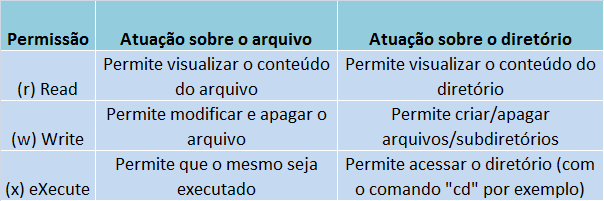 Permissão Atuação sobre o arquivo Atuação sobre o diretório
(r) Read
Permite visualizar o conteúdo
do arquivo
Permite visualizar o conteúdo do
diretório
(w) Write
Permite modificar e apagar o
arquivo
Permite criar/apagar
arquivos/subdiretórios
(x) eXecute
Permite que o mesmo seja
executado
Permite acessar o diretório (com
o comando "cd" por exemplo)